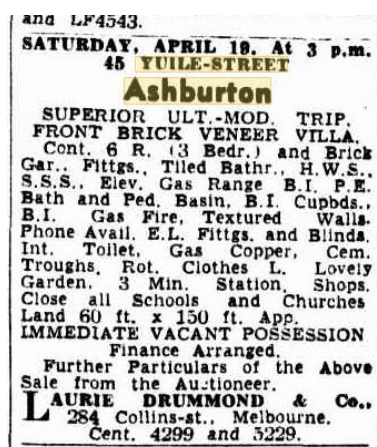 and LF4543.
SATURDAY, APRIL 19. At 3 p.m.
45 YUILE-STREET
Ashburton
SUPERIOR ULT.-MOD. TRIP.
FRONT BRICK VENEER VILLA.
Cont. 6 R. (3 Bedr.) and Brick
Gar., Fittgs., Tiled Bathr., H.W.S.,
S.S.S., Elev. Gas Range B.I. P.E.
Bath and Ped. Basin, B.I. Cupbds.,
B.I. Gas Fire, Textured Walls.
Phone Avail. E.L. Fittgs. and Blinds.
Int. Toilet, Gas Copper, Cem.
Troughs, Rot. Clothes L. Lovely
Garden. 3 Min. Station, Shops.
Close all Schools and Churches
Land 60 ft. x 150 ft. App.
IMMEDIATE VACANT POSSESSION
Finance Arranged.
Further Particulars of the Above
Sale from the Auctioneer.
LAURIE DRUMMOND & Co.,
284 Collins-st., Melbourne.
Cent. 4299 and 5229.